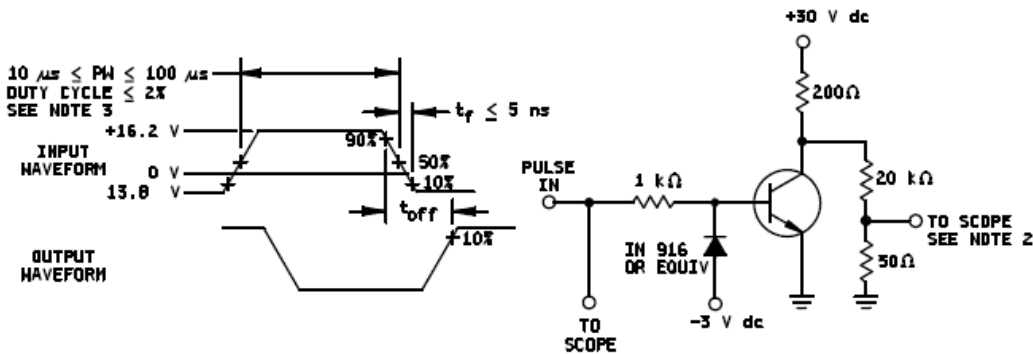 10 µs ≤ PW ≤ 100 µs
DUTY CYCLE ≤ 2%
SEE NOTE 3
tf ≤ 5 ns
+16.2 V
90%
INPUT
WAVEFORM
50%
0 V
10%
13.8 V
toff
10%
OUTPUT
WAVEFORM
+30 V dc
200Ω
PULSE
IN
1 kΩ
20 kΩ
TO SCOPE
SEE NOTE 2
IN 916
OR EQUIV
50Ω
-3 V dc
TO
SCOPE